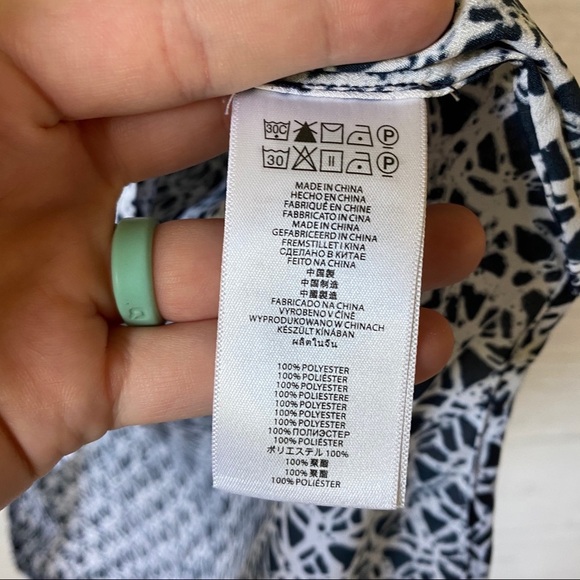 30C P
30 P
MADE IN CHINA
HECHO EN CHINA
FABRIQUÉ EN CHINE
FABBRICATO IN CINA
MADE IN CHINA
GEFABRICEERD IN CHINA
FREMSTILLET I KINA
СДЕЛАНО В КИТАЕ
FEITO NA CHINA
中国製
中国制造
中國製造
FABRICADO NA CHINA
VYROBENO V ČÍNĚ
WYPRODUKOWANO W CHINACH
KÉSZÜLT KÍNÁBAN
ผลิตในจีน
100% POLYESTER
100% POLIÉSTER
100% POLYESTER
100% POLIESTERE
100% POLYESTER
100% POLYESTER
100% POLYESTER
100% ПОЛИЭСТЕР
100% POLIÉSTER
ポリエステル 100%
100% 聚酯
100% 聚酯
100% POLIÉSTER